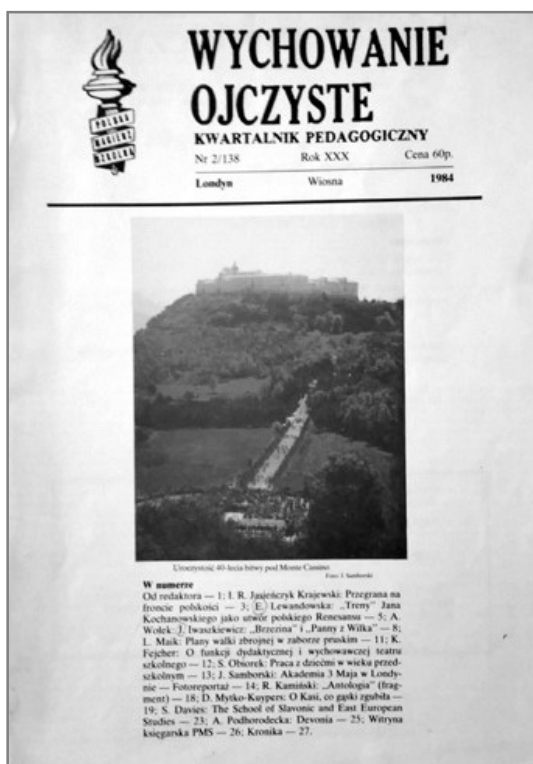 WYCHOWANIE
OJCZYSTE
KWARTALNIK PEDAGOGICZNY
Nr 2/138 Rok XXX Cena 60p.
Londyn Wiosna 1984
POLSKA
MACIERZ
SZKOLNA
Uroczystość 40-lecia bitwy pod Monte Cassino
Foto: J. Samborski
W numerze
Od redaktora — 1; I. R. Jasieńczyk Krajewski: Przegrana na
froncie polskości — 3; E. Lewandowska: „Treny” Jana
Kochanowskiego jako utwór polskiego Renesansu — 5; A.
Wołek: J. Iwaszkiewicz: „Brzezina” i „Panny z Wilka” — 8;
L. Maik: Plany walki zbrojnej w zaborze pruskim — 11; K.
Fejcher: O funkcji dydaktycznej i wychowawczej teatru
szkolnego — 12; S. Obiorek: Praca z dziećmi w wieku przed-
szkolnym — 13; J. Samborski: Akademia 3 Maja w Londy-
nie — Fotoreportaż — 14; R. Kamiński: „Antologia” (frag-
ment) — 18; D. Mytko-Kuypers: O Kasi, co gąski zgubiła —
19; S. Davies: The School of Slavonic and East European
Studies — 23; A. Podhorodecka: Devonia — 25; Witryna
księgarska PMS — 26; Kronika — 27.